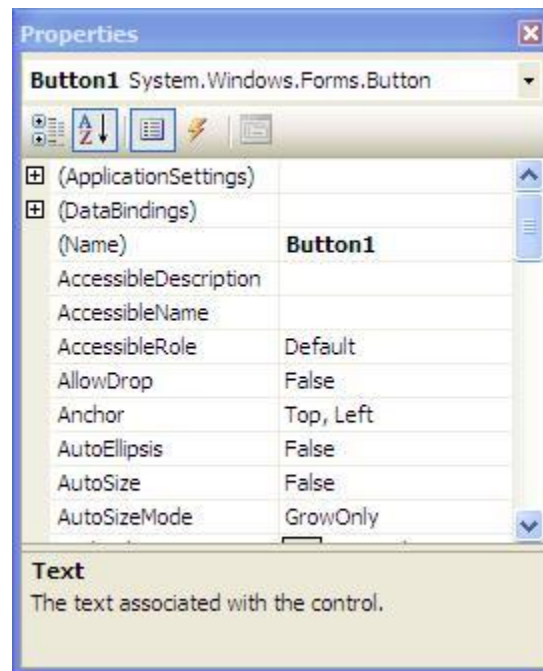 Properties
Button1 System.Windows.Forms.Button
A
Z
(ApplicationSettings)
(DataBindings)
(Name) Button1
AccessibleDescription
AccessibleName
AccessibleRole Default
AllowDrop False
Anchor Top, Left
AutoEllipsis False
AutoSize False
AutoSizeMode GrowOnly
Text
The text associated with the control.